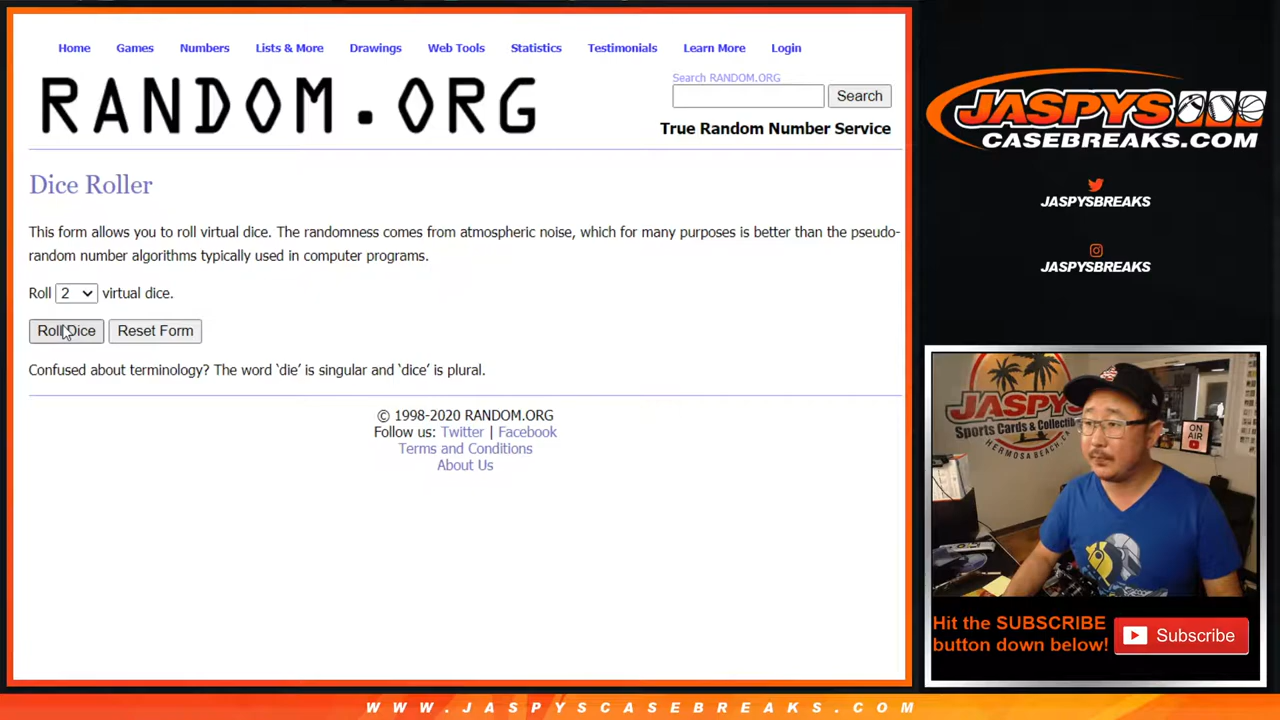 Home Games Numbers Lists & More Drawings Web Tools Statistics Testimonials Learn More Login
RANDOM.ORG
Search RANDOM.ORG
Search
True Random Number Service
Dice Roller
This form allows you to roll virtual dice. The randomness comes from atmospheric noise, which for many purposes is better than the pseudo-
random number algorithms typically used in computer programs.
Roll 2 virtual dice.
Roll Dice Reset Form
Confused about terminology? The word ‘die’ is singular and ‘dice’ is plural.
© 1998-2020 RANDOM.ORG
Follow us: Twitter | Facebook
Terms and Conditions
About Us
JASPYS
CASEBREAKS.COM
JASPYSBREAKS
JASPYSBREAKS
JASPYS
Sports Cards & Collectib
HERMOSA BEACH, CA
ON
AIR
Hit the SUBSCRIBE
button down below!
Subscribe
WWW.JASPYSCASEBREAKS.COM